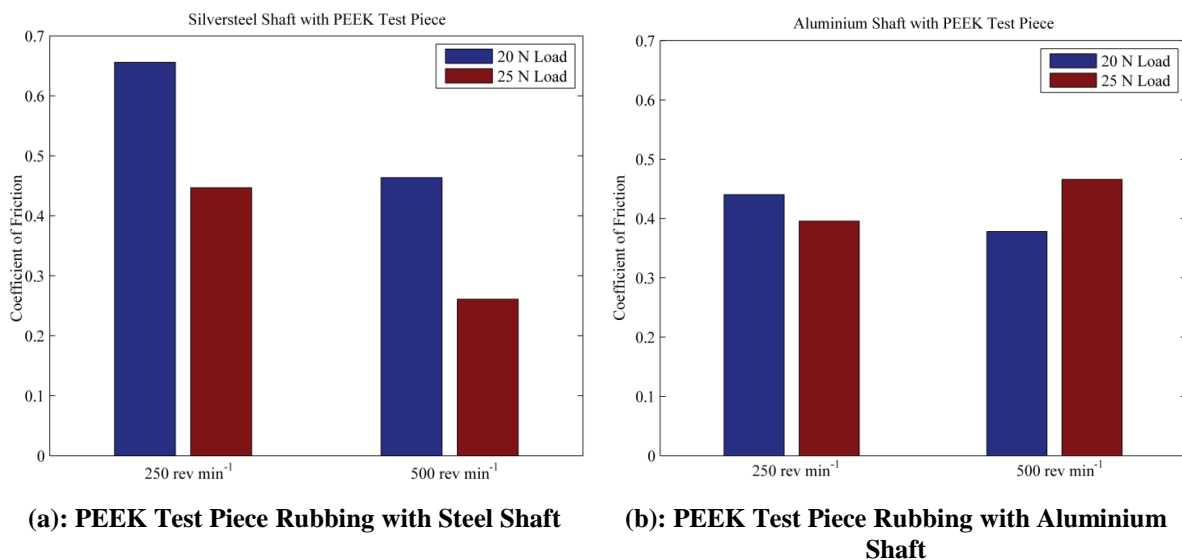 Silversteel Shaft with PEEK Test Piece
0.7
0.6
0.5
0.4
0.3
0.2
0.1
0
Coefficient of Friction
20 N Load
25 N Load
250 rev min⁻¹
500 rev min⁻¹
(a): PEEK Test Piece Rubbing with Steel Shaft
Aluminium Shaft with PEEK Test Piece
0.7
0.6
0.5
0.4
0.3
0.2
0.1
0
Coefficient of Friction
20 N Load
25 N Load
250 rev min⁻¹
500 rev min⁻¹
(b): PEEK Test Piece Rubbing with Aluminium
Shaft